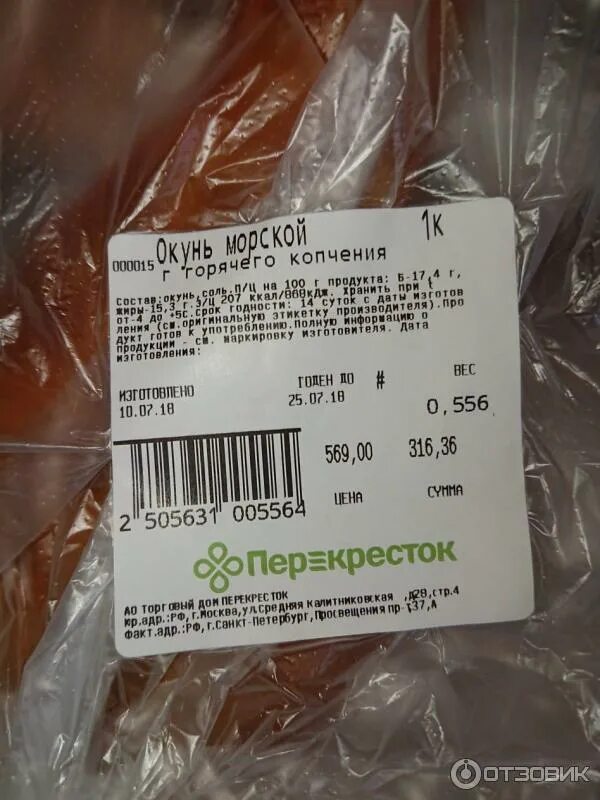 Окунь морской 1к
000015 г горячего копчения
Состав:окунь,соль.П/Ц на 100 г продукта: Б-17,4 г,
жиры-15,3 г.Э/Ц 207 ккал/868кДж. Хранить при t
от-4 до +5С.Срок годности: 14 суток с даты изготов
ления (см.оригинальную этикетку производителя).Про
дукт готов к употреблению.Полную информацию о
продукции - см. маркировку изготовителя. Дата
изготовления:
ИЗГОТОВЛЕНО ГОДЕН ДО # ВЕС
10.07.18 25.07.18 0,556
569,00 316,36
ЦЕНА СУММА
2 505631 005564
Перекресток
АО ТОРГОВЫЙ ДОМ ПЕРЕКРЕСТОК
юр,адр.:РФ,г.Москва,ул.Средняя Калитниковская ,д28,стр.4
Факт.адр.:РФ,г.Санкт-Петербург,Просвещения пр-т37,А
ОТЗОВИК